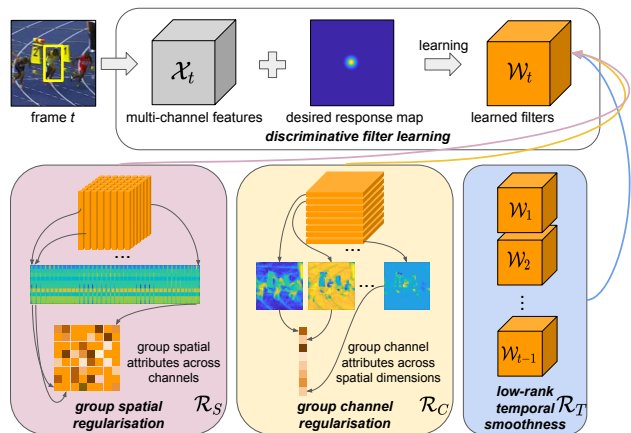 learning
𝒳t
𝒲t
frame t
multi-channel features
desired response map
learned filters
discriminative filter learning
...
...
group spatial
attributes across
channels
group spatial
regularisation
ℛS
...
...
group channel
attributes across
spatial dimensions
group channel
regularisation
ℛC
𝒲1
𝒲2
...
𝒲t−1
low-rank
temporal
smoothness
ℛT